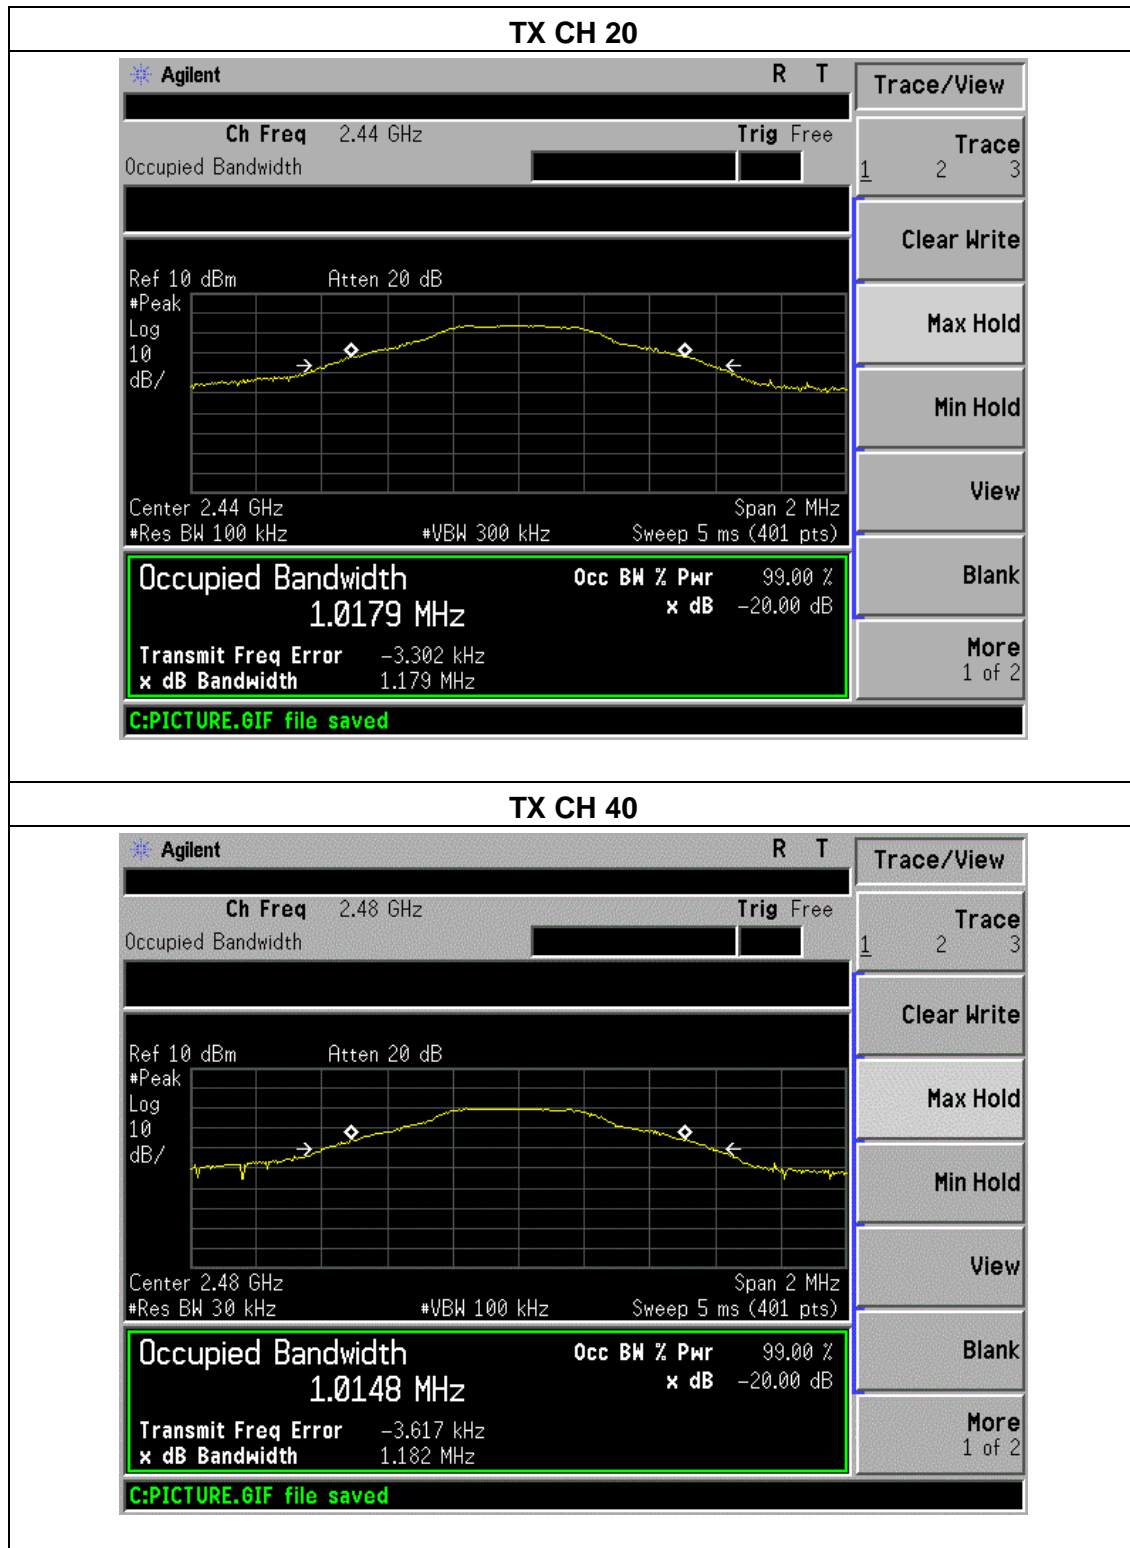 TX CH 20
Agilent R T
Trace/View
Ch Freq 2.44 GHz Trig Free
Occupied Bandwidth
Trace
1 2 3
Clear Write
Ref 10 dBm Atten 20 dB
#Peak
Log
10
dB/
Max Hold
Min Hold
View
Center 2.44 GHz Span 2 MHz
#Res BW 100 kHz #VBW 300 kHz Sweep 5 ms (401 pts)
Occupied Bandwidth Occ BW % Pwr 99.00 %
1.0179 MHz x dB -20.00 dB
Blank
Transmit Freq Error -3.302 kHz
x dB Bandwidth 1.179 MHz
More
1 of 2
C:PICTURE.GIF file saved
TX CH 40
Agilent R T
Trace/View
Ch Freq 2.48 GHz Trig Free
Occupied Bandwidth
Trace
1 2 3
Clear Write
Ref 10 dBm Atten 20 dB
#Peak
Log
10
dB/
Max Hold
Min Hold
View
Center 2.48 GHz Span 2 MHz
#Res BW 30 kHz #VBW 100 kHz Sweep 5 ms (401 pts)
Occupied Bandwidth Occ BW % Pwr 99.00 %
1.0148 MHz x dB -20.00 dB
Blank
Transmit Freq Error -3.617 kHz
x dB Bandwidth 1.182 MHz
More
1 of 2
C:PICTURE.GIF file saved